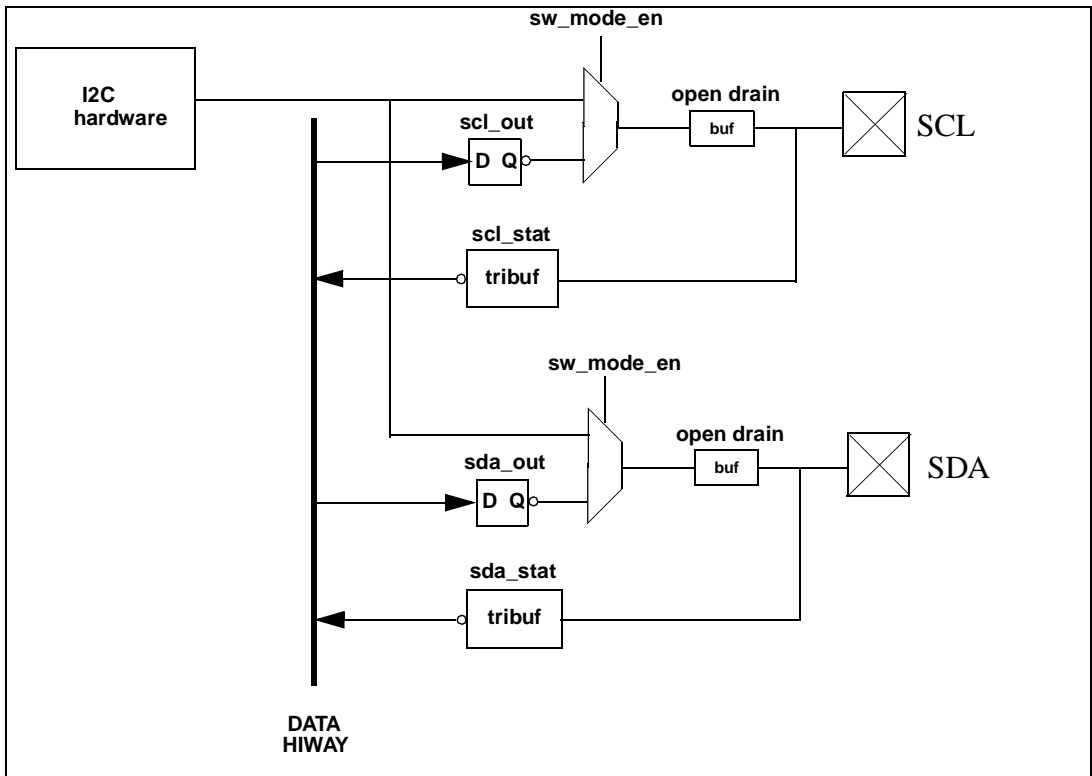 sw_mode_en
I2C
hardware
open drain
scl_out
buf
SCL
D Q
scl_stat
tribuf
sw_mode_en
open drain
sda_out
buf
SDA
D Q
sda_stat
tribuf
DATA
HIWAY